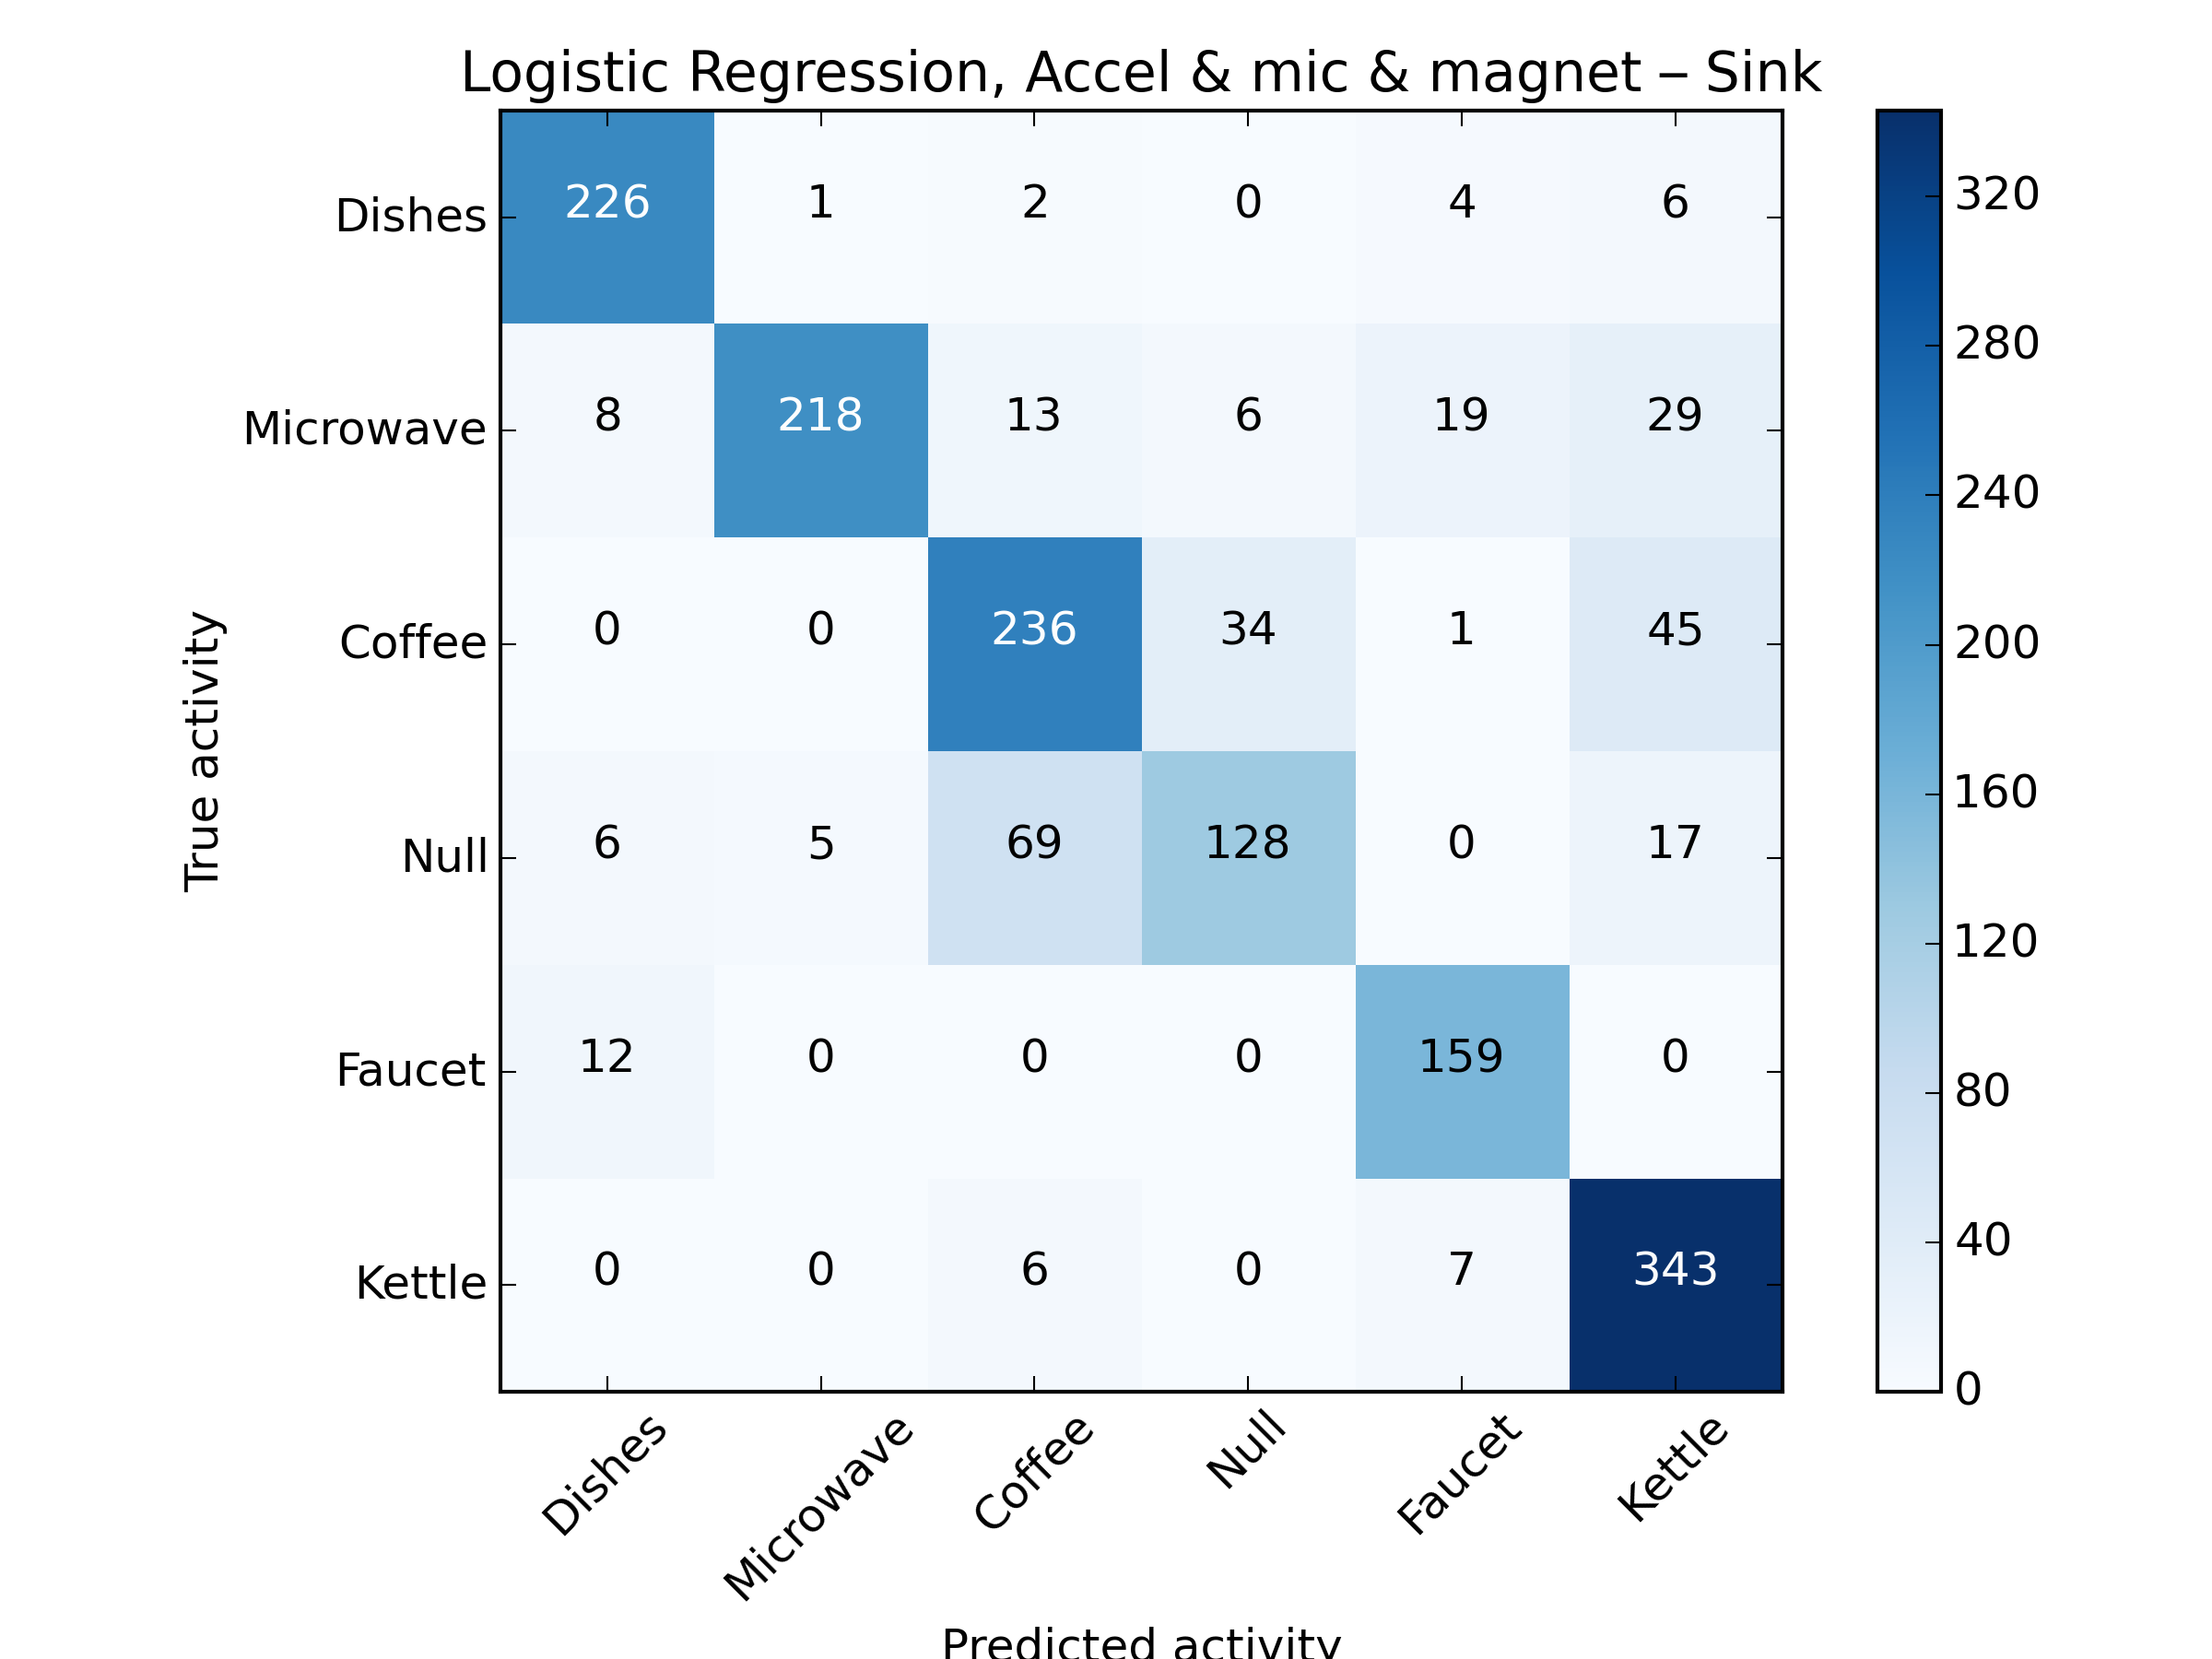 Logistic Regression, Accel & mic & magnet – Sink
Dishes 226 1 2 0 4 6
Microwave 8 218 13 6 19 29
Coffee 0 0 236 34 1 45
Null 6 5 69 128 0 17
Faucet 12 0 0 0 159 0
Kettle 0 0 6 0 7 343
True activity
Dishes Microwave Coffee Null Faucet Kettle
Predicted activity
320
280
240
200
160
120
80
40
0